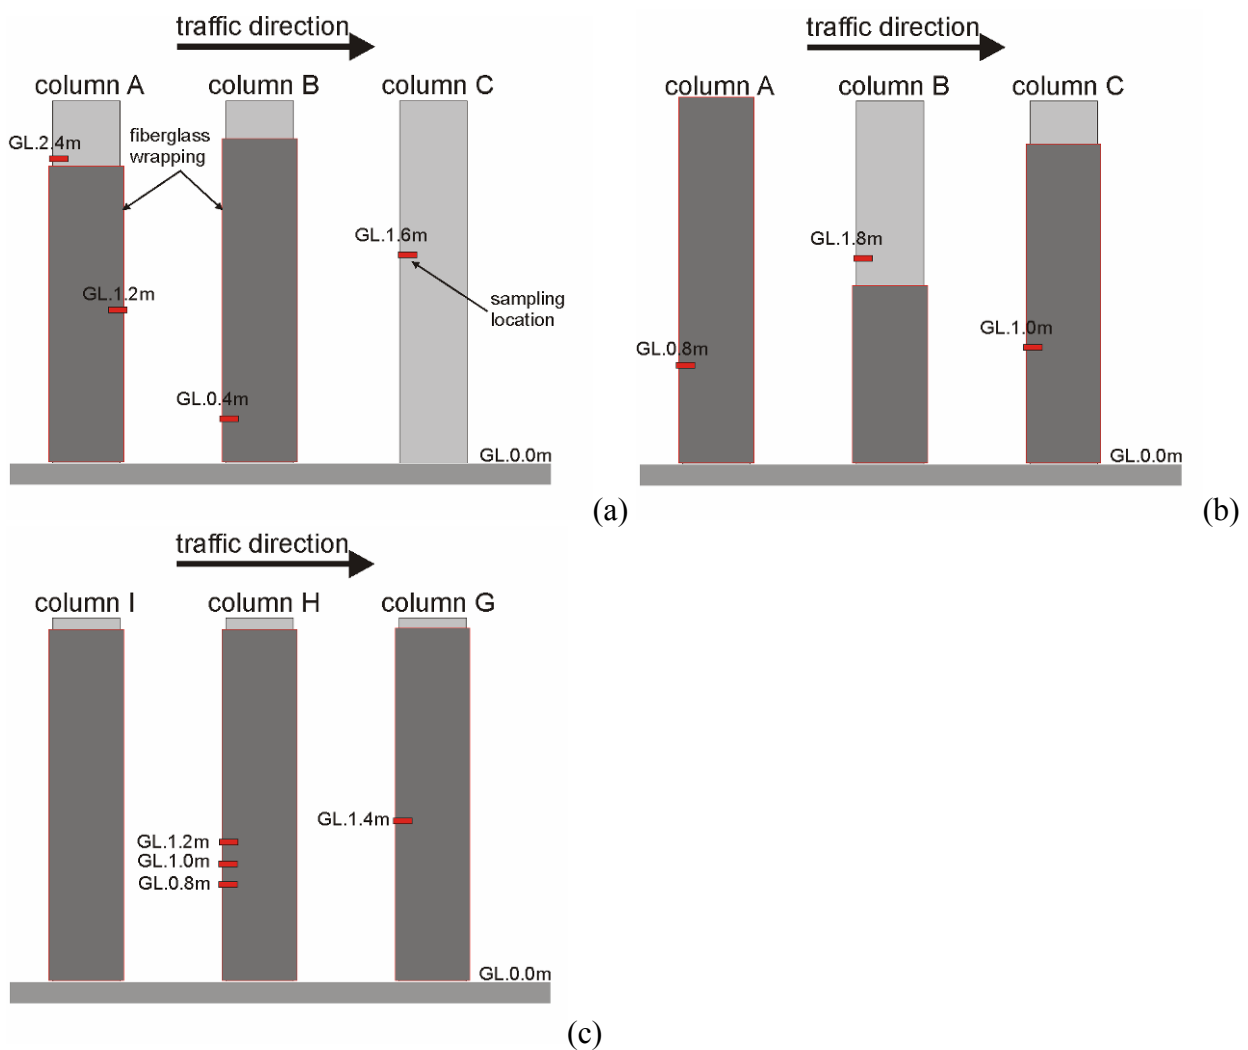 traffic direction
column A column B column C
GL.2.4m
fiberglass
wrapping
GL.1.6m
GL.1.2m
sampling
location
GL.0.4m
GL.0.0m
(a)
traffic direction
column A column B column C
GL.1.8m
GL.1.0m
GL.0.8m
GL.0.0m
(b)
traffic direction
column I column H column G
GL.1.4m
GL.1.2m
GL.1.0m
GL.0.8m
GL.0.0m
(c)